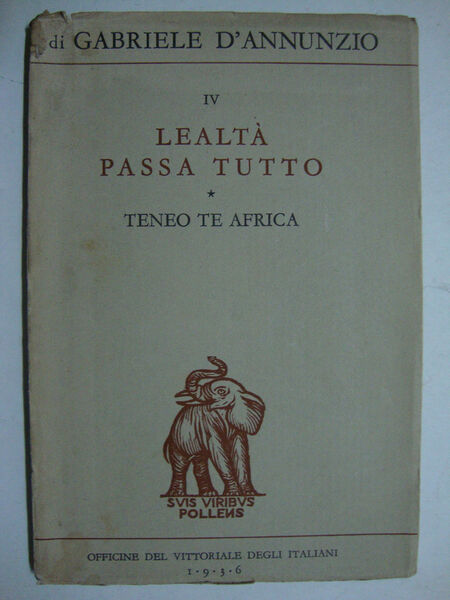 di GABRIELE D'ANNUNZIO
IV
LEALTÀ
PASSA TUTTO
*
TENEO TE AFRICA
SVIS VIRIBVS
POLLENS
OFFICINE DEL VITTORIALE DEGLI ITALIANI
1·9·3·6